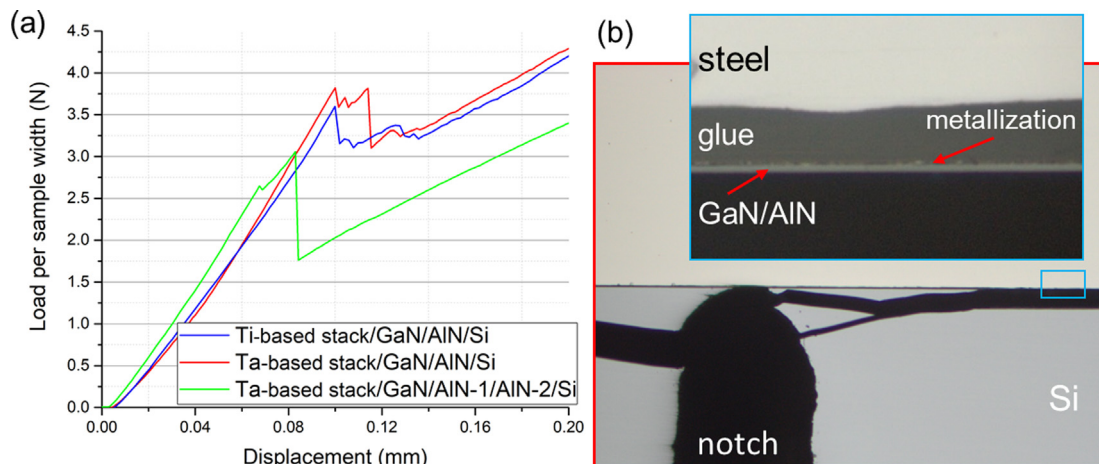 (a)
4.5
4.0
3.5
3.0
2.5
2.0
1.5
1.0
0.5
0.0
Load per sample width (N)
Ti-based stack/GaN/AlN/Si
Ta-based stack/GaN/AlN/Si
Ta-based stack/GaN/AlN-1/AlN-2/Si
0.00 0.04 0.08 0.12 0.16 0.20
Displacement (mm)
(b)
steel
glue
metallization
GaN/AlN
Si
notch